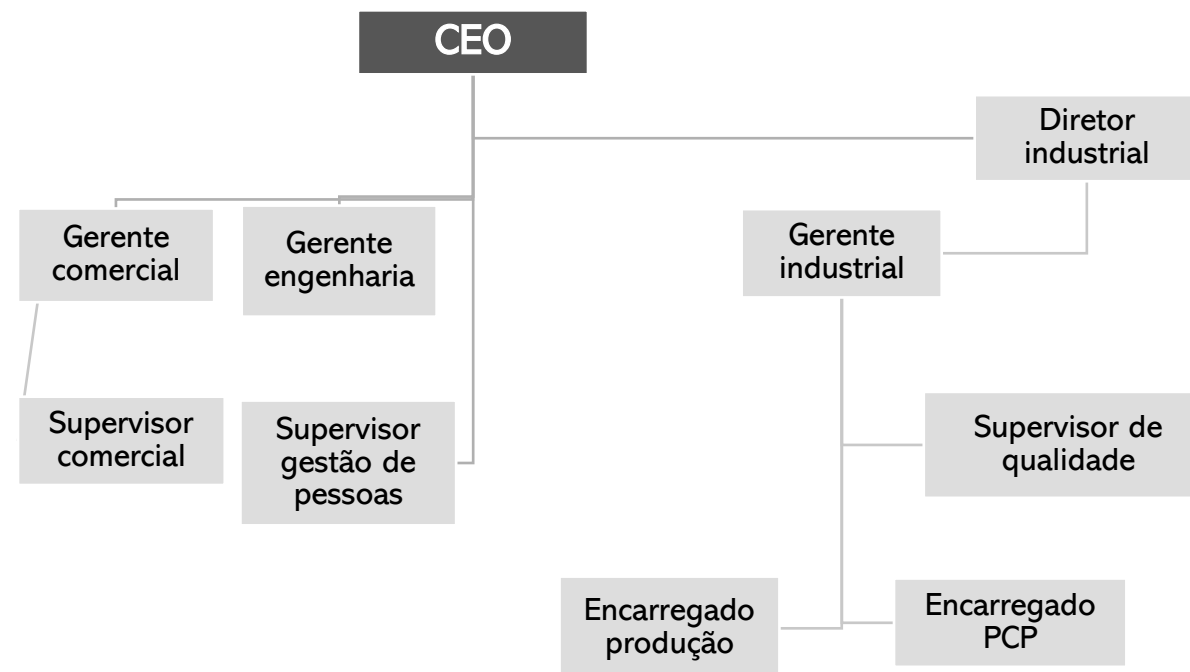 CEO
Diretor
industrial
Gerente
comercial
Gerente
engenharia
Gerente
industrial
Supervisor
comercial
Supervisor
gestão de
pessoas
Supervisor de
qualidade
Encarregado
produção
Encarregado
PCP